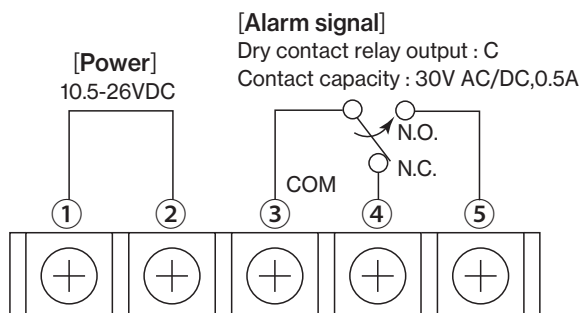 [Alarm signal]
Dry contact relay output : C
Contact capacity : 30V AC/DC,0.5A
[Power]
10.5-26VDC
N.O.
N.C.
COM
① ② ③ ④ ⑤